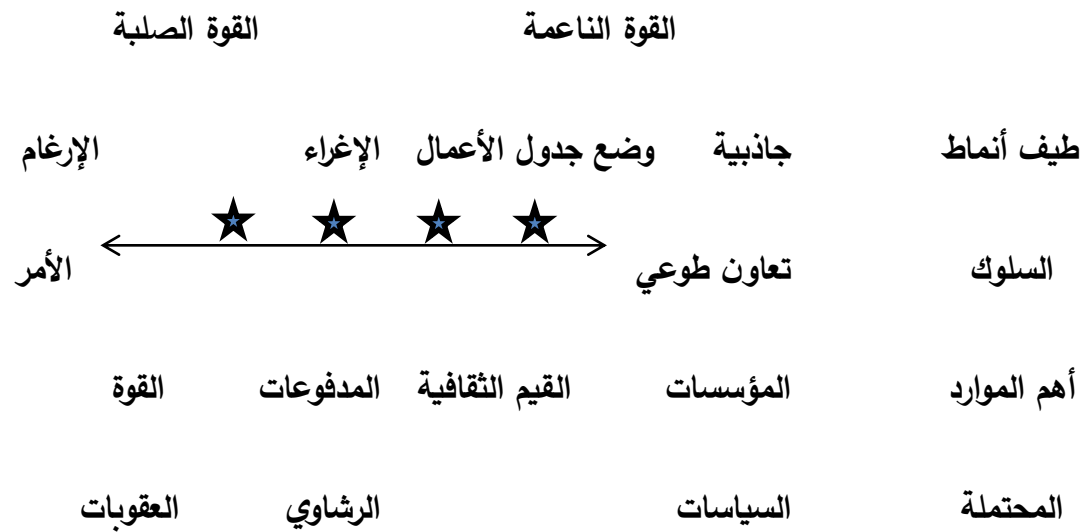 القوة الناعمة القوة الصلبة
طيف أنماط جاذبية وضع جدول الأعمال الإغراء الإرغام
السلوك تعاون طوعي الأمر
أهم الموارد المؤسسات القيم الثقافية المدفوعات القوة
المحتملة السياسات الرشاوي العقوبات